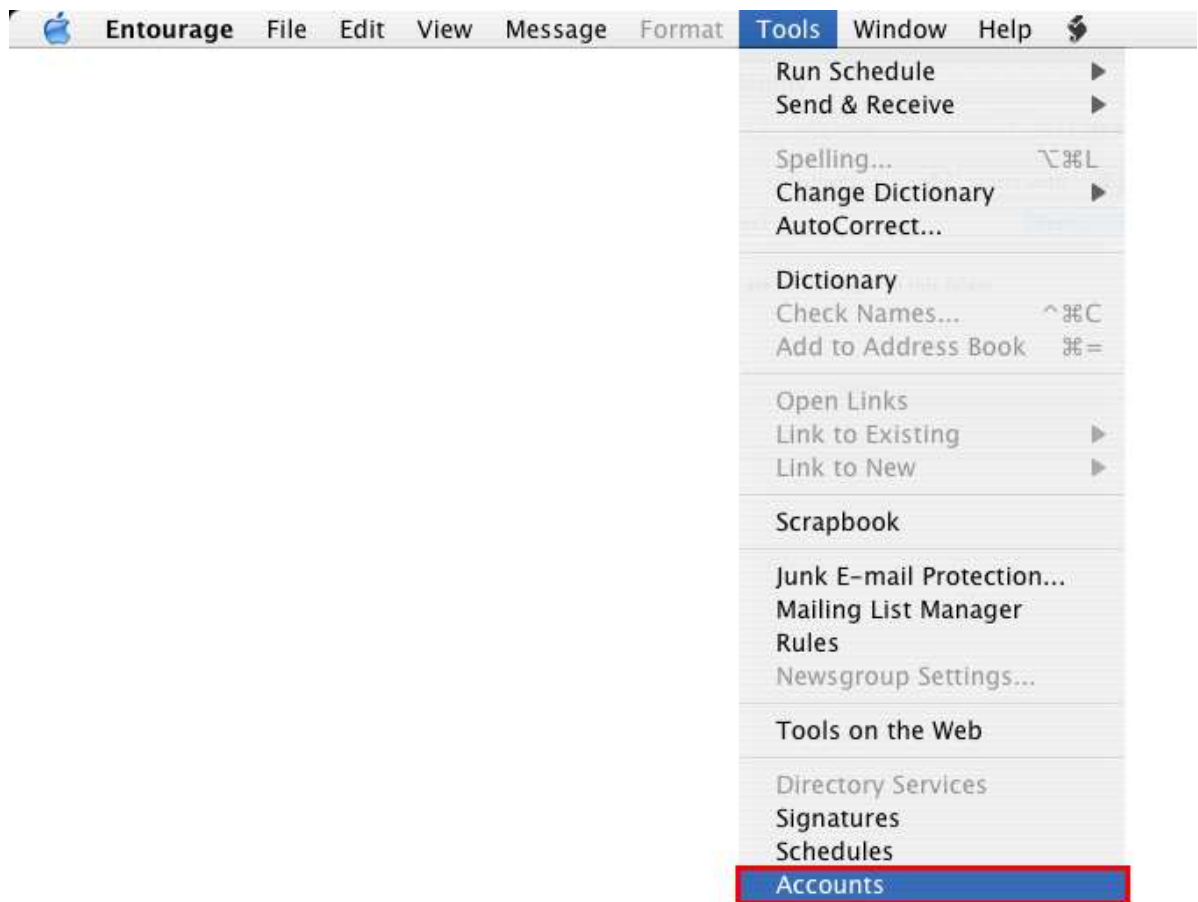 Entourage File Edit View Message Format Tools Window Help
Run Schedule
Send & Receive
Spelling... ⌥⌘L
Change Dictionary
AutoCorrect...
Dictionary
Check Names... ^⌘C
Add to Address Book ⌘=
Open Links
Link to Existing
Link to New
Scrapbook
Junk E-mail Protection...
Mailing List Manager
Rules
Newsgroup Settings...
Tools on the Web
Directory Services
Signatures
Schedules
Accounts